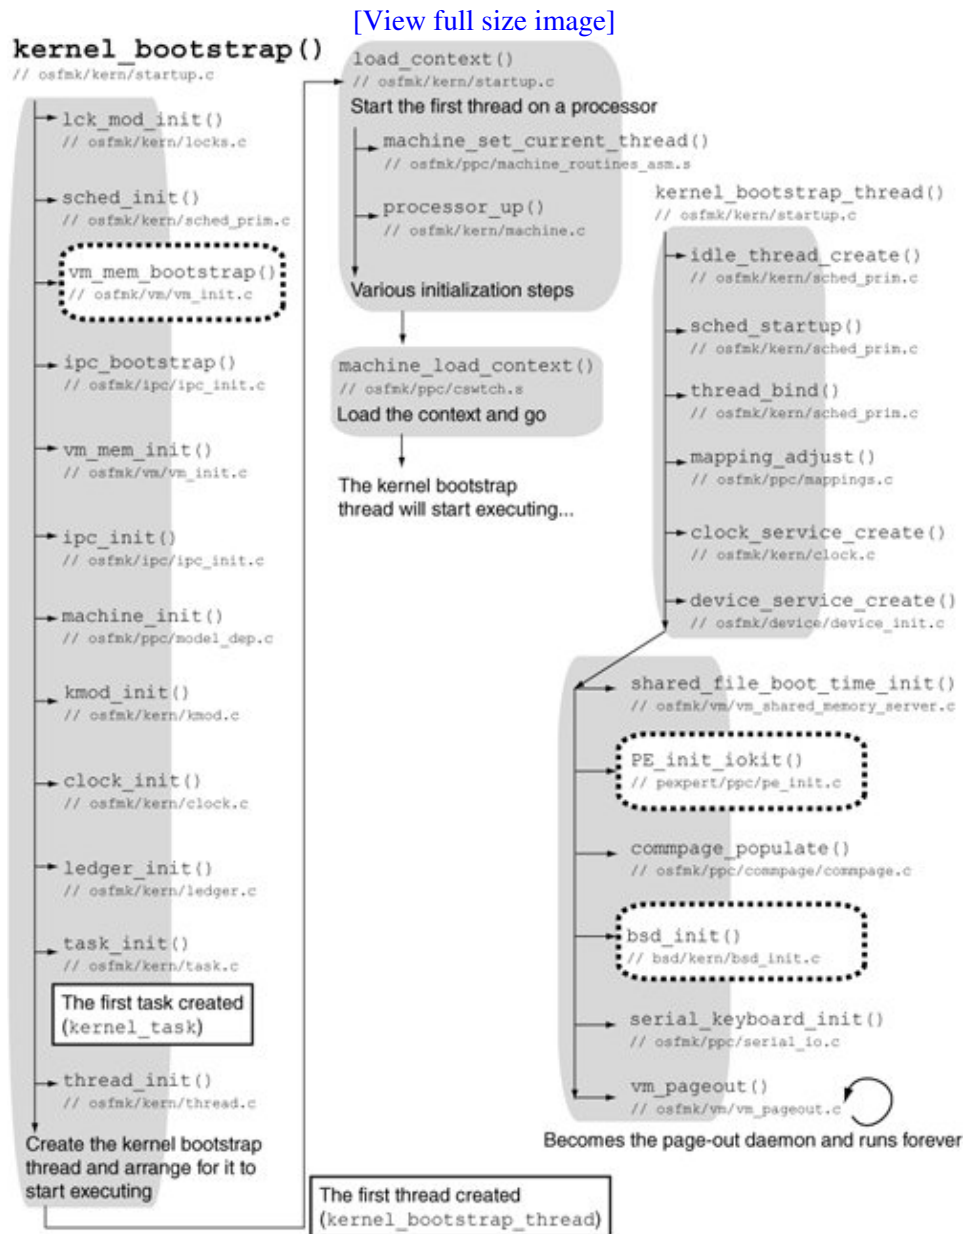 [View full size image]
kernel_bootstrap()
// osfmk/kern/startup.c
lck_mod_init()
// osfmk/kern/locks.c
sched_init()
// osfmk/kern/sched_prim.c
vm_mem_bootstrap()
// osfmk/vm/vm_init.c
ipc_bootstrap()
// osfmk/ipc/ipc_init.c
vm_mem_init()
// osfmk/vm/vm_init.c
ipc_init()
// osfmk/ipc/ipc_init.c
machine_init()
// osfmk/ppc/model_dep.c
kmod_init()
// osfmk/kern/kmod.c
clock_init()
// osfmk/kern/clock.c
ledger_init()
// osfmk/kern/ledger.c
task_init()
// osfmk/kern/task.c
The first task created
(kernel_task)
thread_init()
// osfmk/kern/thread.c
Create the kernel bootstrap
thread and arrange for it to
start executing
The first thread created
(kernel_bootstrap_thread)
load_context()
// osfmk/kern/startup.c
Start the first thread on a processor
machine_set_current_thread()
// osfmk/ppc/machine_routines_asm.s
processor_up()
// osfmk/kern/machine.c
Various initialization steps
machine_load_context()
// osfmk/ppc/cswtch.s
Load the context and go
The kernel bootstrap
thread will start executing...
kernel_bootstrap_thread()
// osfmk/kern/startup.c
idle_thread_create()
// osfmk/kern/sched_prim.c
sched_startup()
// osfmk/kern/sched_prim.c
thread_bind()
// osfmk/kern/sched_prim.c
mapping_adjust()
// osfmk/ppc/mappings.c
clock_service_create()
// osfmk/kern/clock.c
device_service_create()
// osfmk/device/device_init.c
shared_file_boot_time_init()
// osfmk/vm/vm_shared_memory_server.c
PE_init_iokit()
// pexpert/ppc/pe_init.c
commpage_populate()
// osfmk/ppc/commpage/commpage.c
bsd_init()
// bsd/kern/bsd_init.c
serial_keyboard_init()
// osfmk/ppc/serial_io.c
vm_pageout()
// osfmk/vm/vm_pageout.c
Becomes the page-out daemon and runs forever